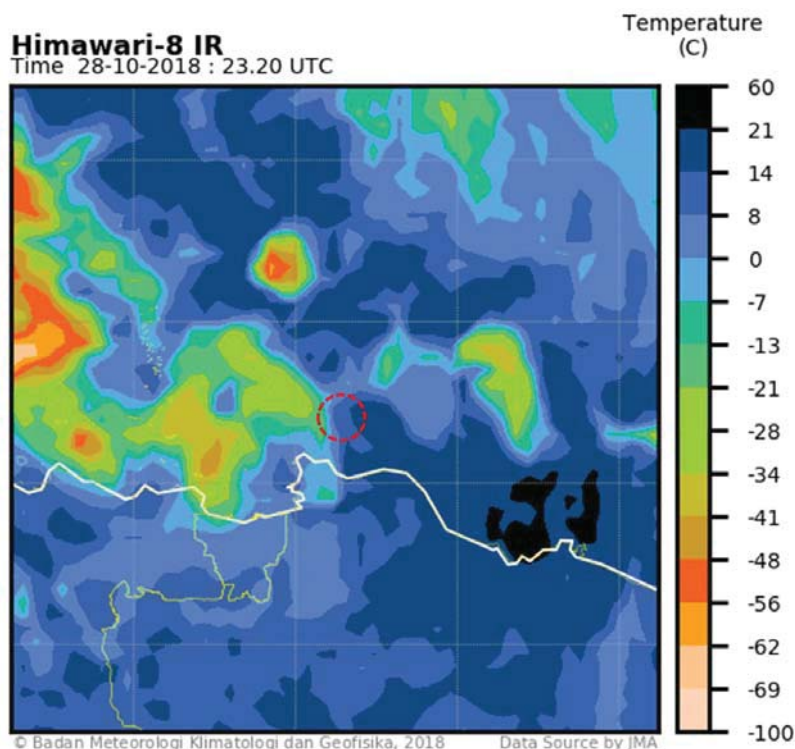 Himawari-8 IR
Time 28-10-2018 : 23.20 UTC
Temperature
(C)
60
21
14
8
0
-7
-13
-21
-28
-34
-41
-48
-56
-62
-69
-100
© Badan Meteorologi Klimatologi dan Geofisika, 2018
Data Source by JMA